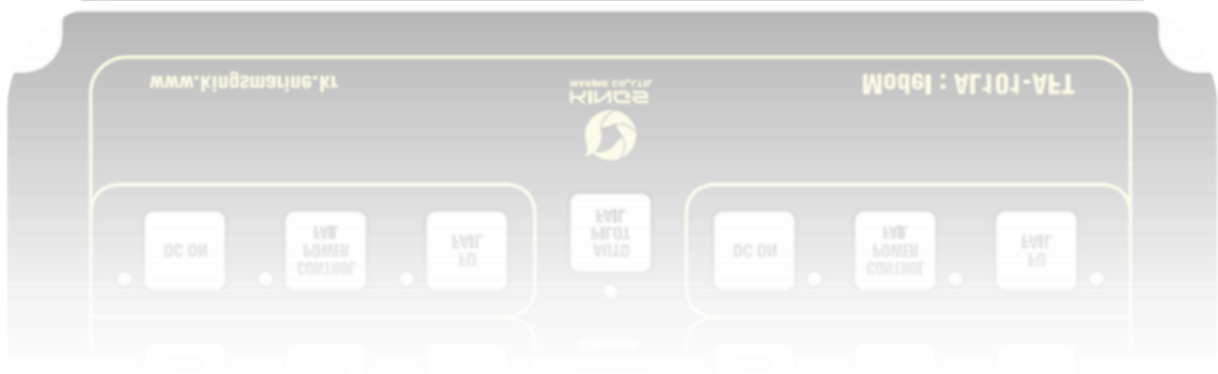 DC ON
CONTROL
POWER
FAIL
FU
FAIL
AUTO
PILOT
FAIL
DC ON
CONTROL
POWER
FAIL
FU
FAIL
KINGS
MARINE CO.,LTD.
www.kingsmarine.kr
Model : AL101-AFT